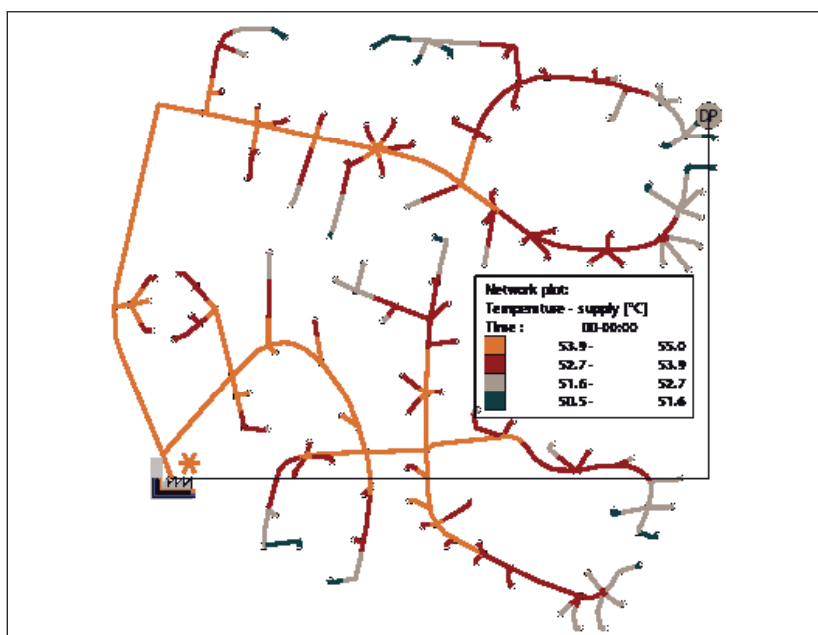 DP
Network plot:
Temperature - supply [°C]
Time : 00-00:00
53.9- 55.0
52.7- 53.9
51.6- 52.7
50.5- 51.6